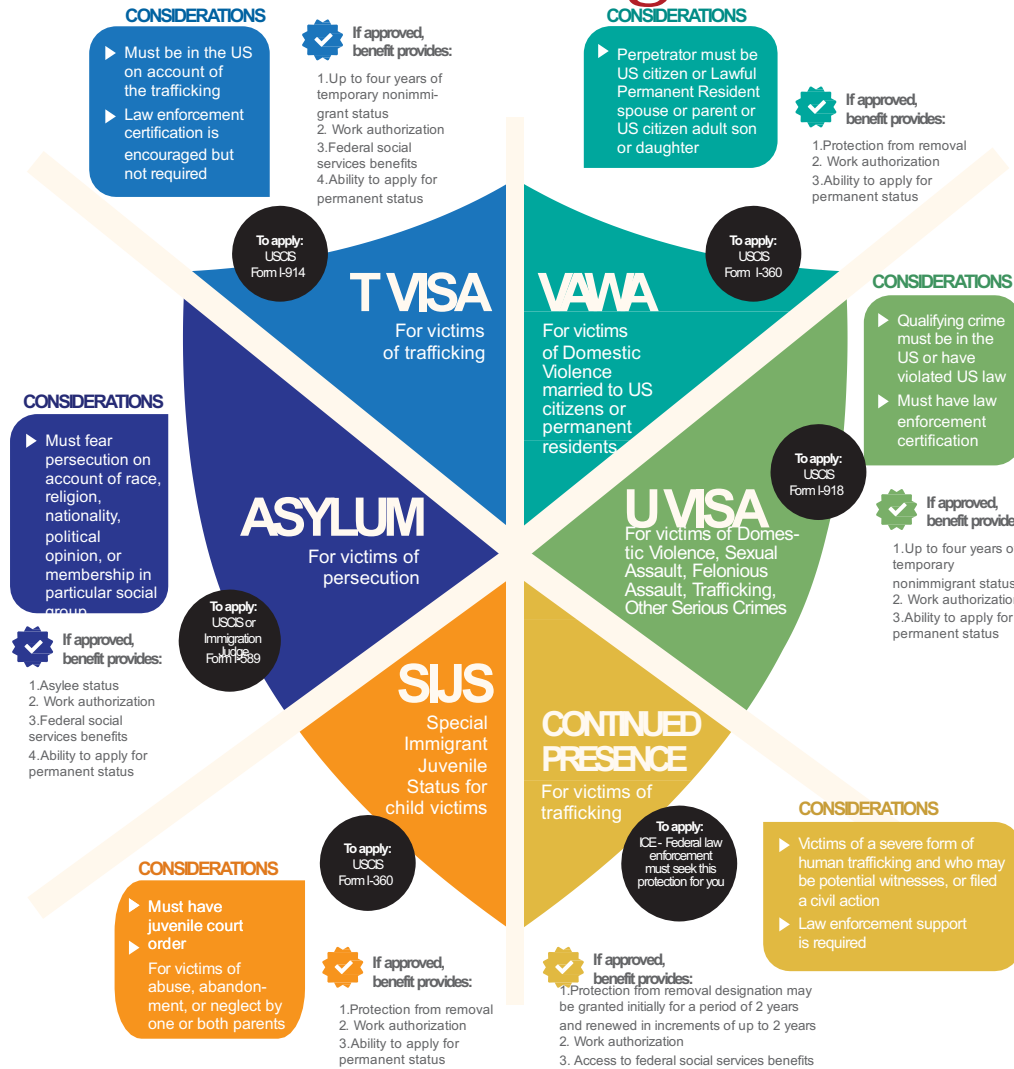 CONSIDERATIONS
Must be in the US
on account of
the trafficking
Law enforcement
certification is
encouraged but
not required
If approved,
benefit provides:
1.Up to four years of
temporary nonimmi-
grant status
2. Work authorization
3.Federal social
services benefits
4.Ability to apply for
permanent status
To apply:
USCIS
Form I-914
T VISA
For victims
of trafficking
CONSIDERATIONS
Perpetrator must be
US citizen or Lawful
Permanent Resident
spouse or parent or
US citizen adult son
or daughter
If approved,
benefit provides:
1.Protection from removal
2. Work authorization
3.Ability to apply for
permanent status
To apply:
USCIS
Form I-360
VAWA
For victims
of Domestic
Violence
married to US
citizens or
permanent
residents
CONSIDERATIONS
Qualifying crime
must be in the
US or have
violated US law
Must have law
enforcement
certification
To apply:
USCIS
Form I-918
U VISA
For victims of Domes-
tic Violence, Sexual
Assault, Felonious
Assault, Trafficking,
Other Serious Crimes
If approved,
benefit provide
1.Up to four years o
temporary
nonimmigrant status
2. Work authorization
3.Ability to apply for
permanent status
CONSIDERATIONS
Must fear
persecution on
account of race,
religion,
nationality,
political
opinion, or
membership in
particular social
group
ASYLUM
For victims of
persecution
To apply:
USCIS or
Immigration
Judge
Form I-589
If approved,
benefit provides:
1.Asylee status
2. Work authorization
3.Federal social
services benefits
4.Ability to apply for
permanent status
SIJS
Special
Immigrant
Juvenile
Status for
child victims
To apply:
USCIS
Form I-360
CONSIDERATIONS
Must have
juvenile court
order
For victims of
abuse, abandon-
ment, or neglect by
one or both parents
If approved,
benefit provides:
1.Protection from removal
2. Work authorization
3.Ability to apply for
permanent status
CONTINUED
PRESENCE
For victims of
trafficking
To apply:
ICE - Federal law
enforcement
must seek this
protection for you
CONSIDERATIONS
Victims of a severe form of
human trafficking and who may
be potential witnesses, or filed
a civil action
Law enforcement support
is required
If approved,
benefit provides:
1.Protection from removal designation may
be granted initially for a period of 2 years
and renewed in increments of up to 2 years
2. Work authorization
3. Access to federal social services benefits